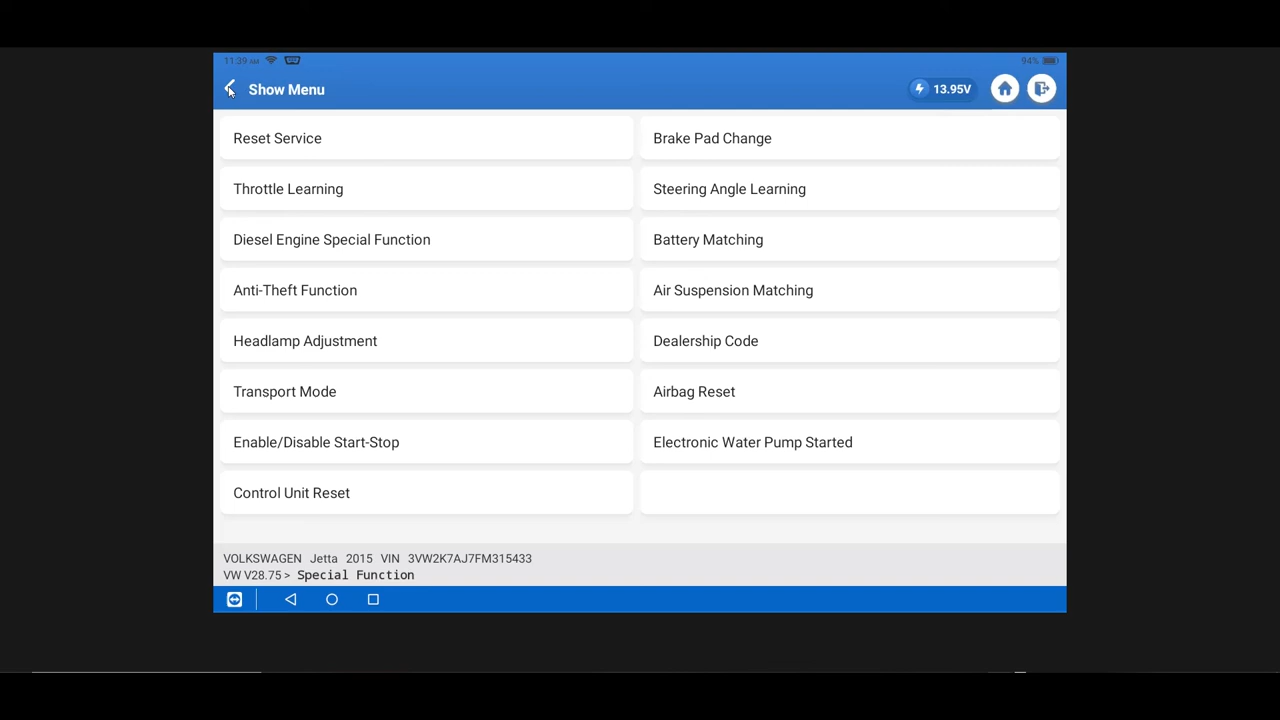 11:39 AM 94%
Show Menu 13.95V
Reset Service
Brake Pad Change
Throttle Learning
Steering Angle Learning
Diesel Engine Special Function
Battery Matching
Anti-Theft Function
Air Suspension Matching
Headlamp Adjustment
Dealership Code
Transport Mode
Airbag Reset
Enable/Disable Start-Stop
Electronic Water Pump Started
Control Unit Reset
VOLKSWAGEN Jetta 2015 VIN 3VW2K7AJ7FM315433
VW V28.75 > Special Function